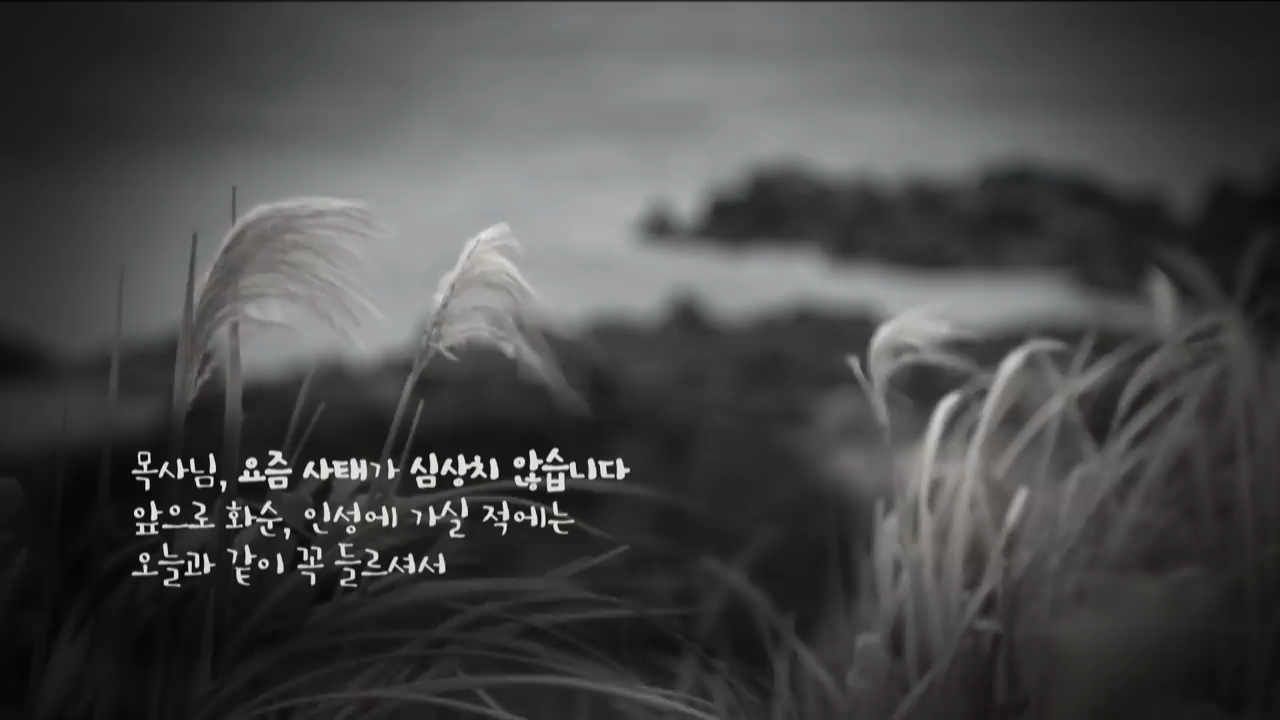 목사님, 요즘 사태가 심상치 않습니다
앞으로 화순, 인성에 가실 적에는
오늘과 같이 꼭 들르셔서